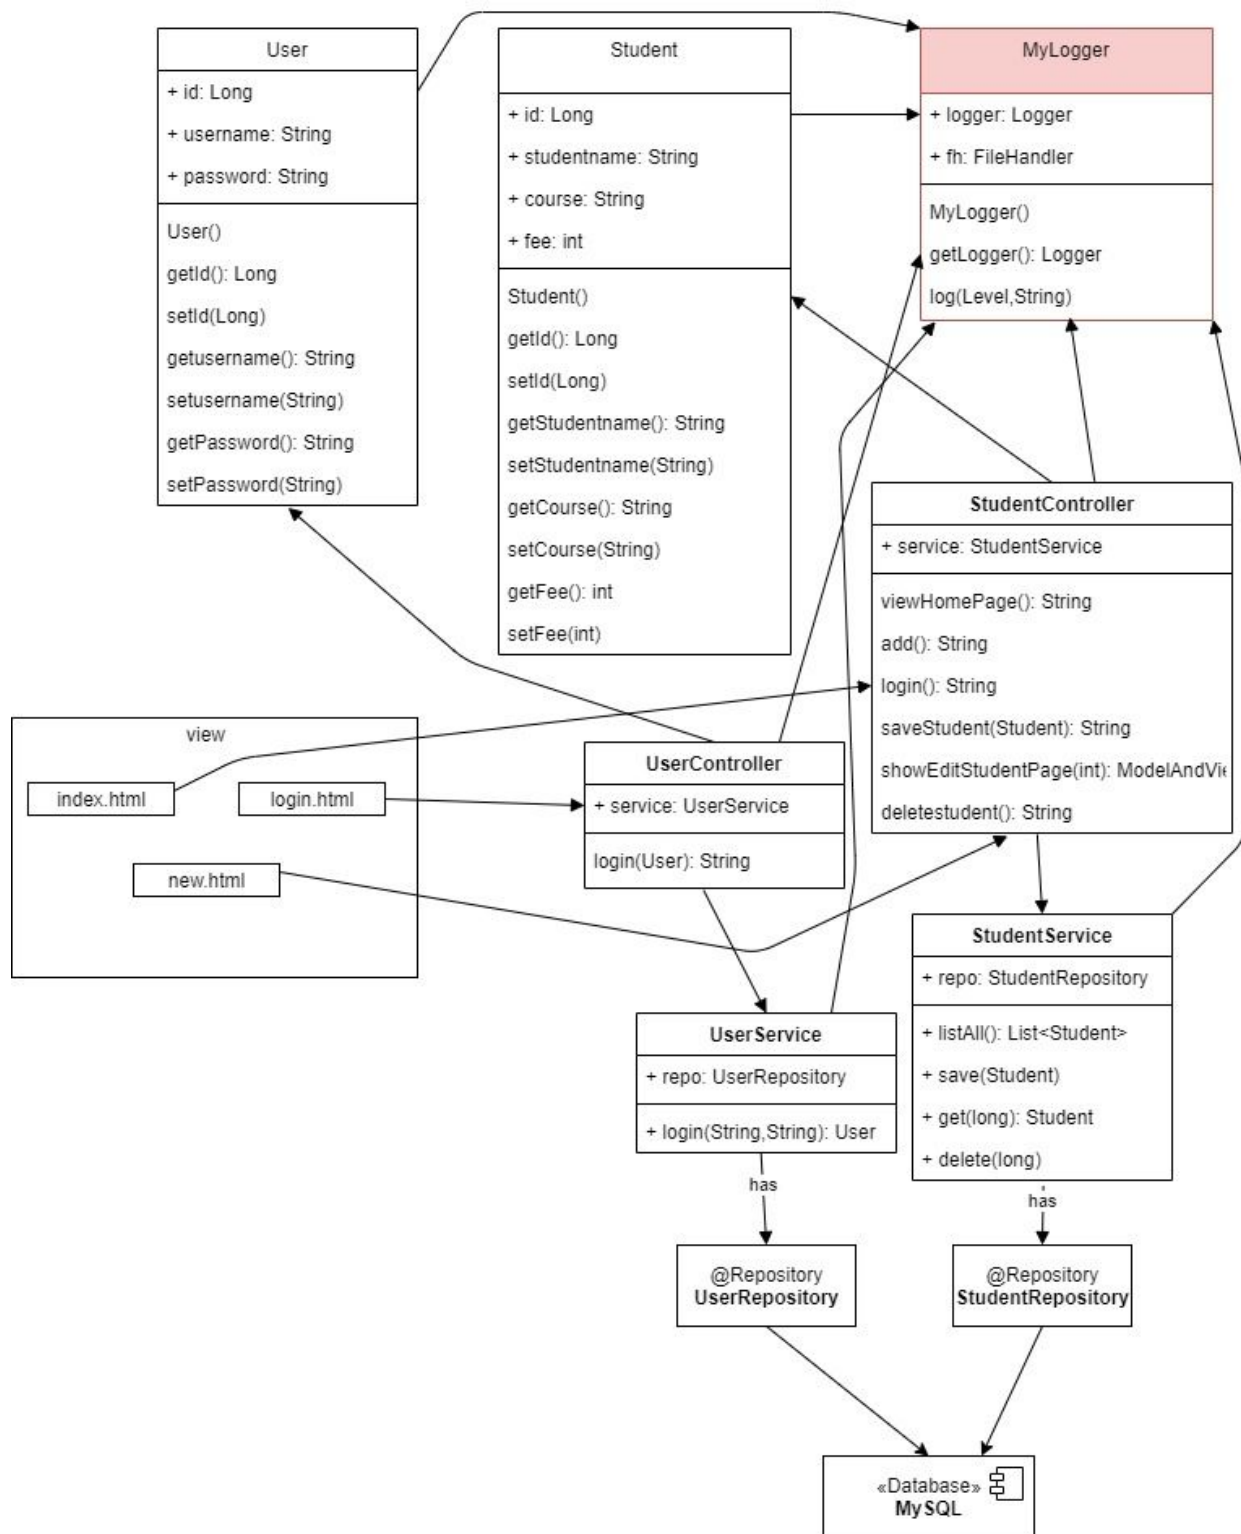 User
+ id: Long
+ username: String
+ password: String
User()
getId(): Long
setId(Long)
getusername(): String
setusername(String)
getPassword(): String
setPassword(String)
Student
+ id: Long
+ studentname: String
+ course: String
+ fee: int
Student()
getId(): Long
setId(Long)
getStudentname(): String
setStudentname(String)
getCourse(): String
setCourse(String)
getFee(): int
setFee(int)
MyLogger
+ logger: Logger
+ fh: FileHandler
MyLogger()
getLogger(): Logger
log(Level,String)
StudentController
+ service: StudentService
viewHomePage(): String
add(): String
login(): String
saveStudent(Student): String
showEditStudentPage(int): ModelAndVi
deletestudent(): String
view
index.html
login.html
new.html
UserController
+ service: UserService
login(User): String
StudentService
+ repo: StudentRepository
+ listAll(): List<Student>
+ save(Student)
+ get(long): Student
+ delete(long)
UserService
+ repo: UserRepository
+ login(String,String): User
has
has
@Repository
UserRepository
@Repository
StudentRepository
«Database»
MySQL